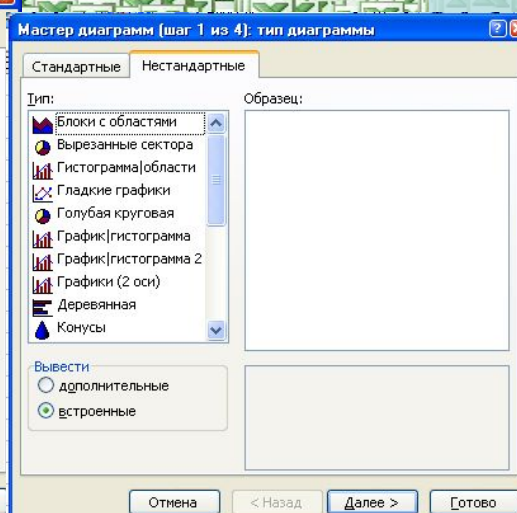 Мастер диаграмм (шаг 1 из 4): тип диаграммы
Стандартные Нестандартные
Тип:
Образец:
Блоки с областями
Вырезанные сектора
Гистограмма|области
Гладкие графики
Голубая круговая
График|гистограмма
График|гистограмма 2
Графики (2 оси)
Деревянная
Конусы
Вывести
дополнительные
встроенные
Отмена < Назад Далее > Готово